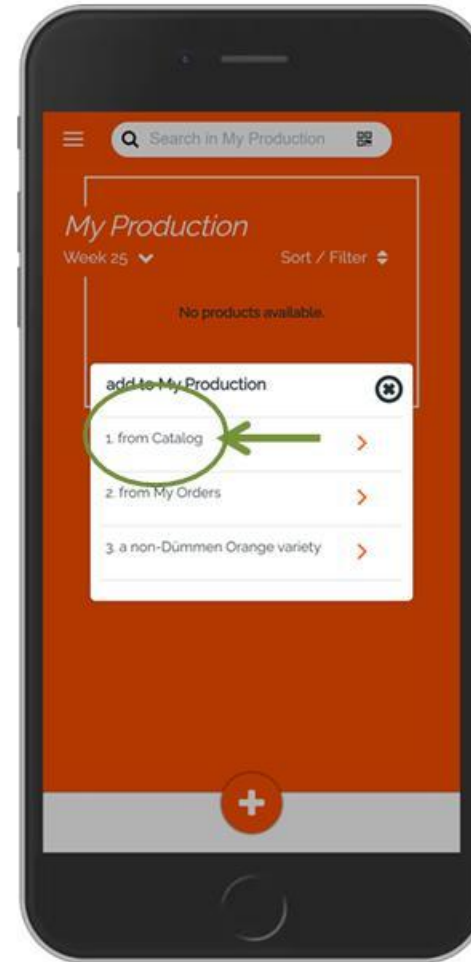 Search in My Production
My Production
Week 25
Sort / Filter
No products available.
add to My Production
1. from Catalog
2. from My Orders
3. a non-Dümmen Orange variety